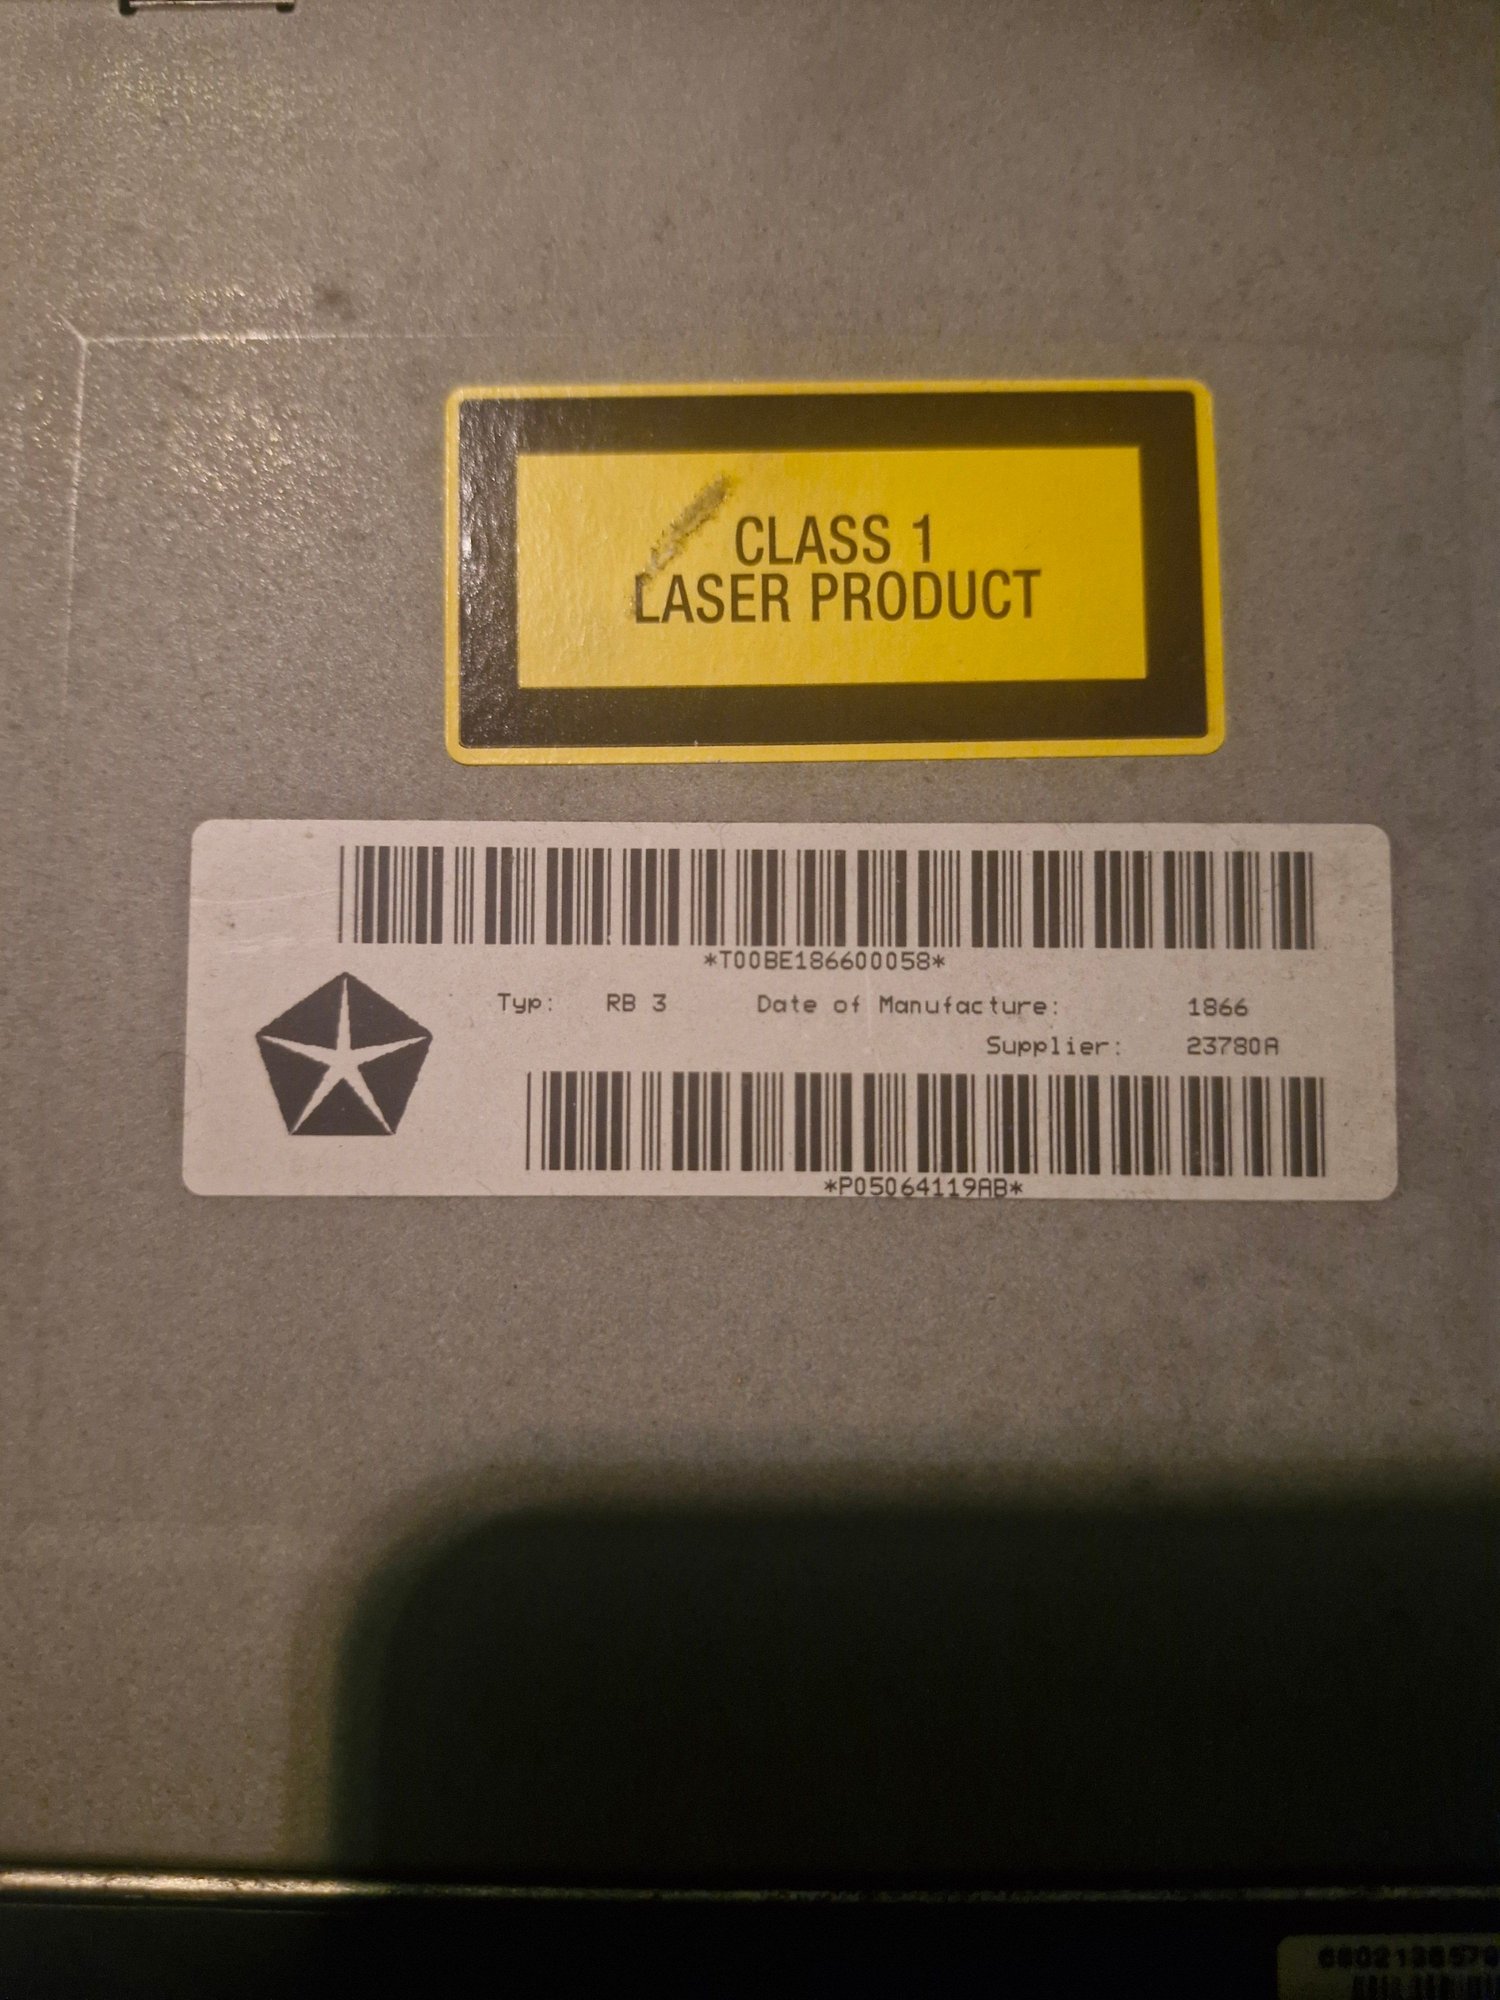 CLASS 1
LASER PRODUCT
*T00BE186600058*
Typ: RB 3 Date of Manufacture: 1866
Supplier: 23780A
*P05064119AB*